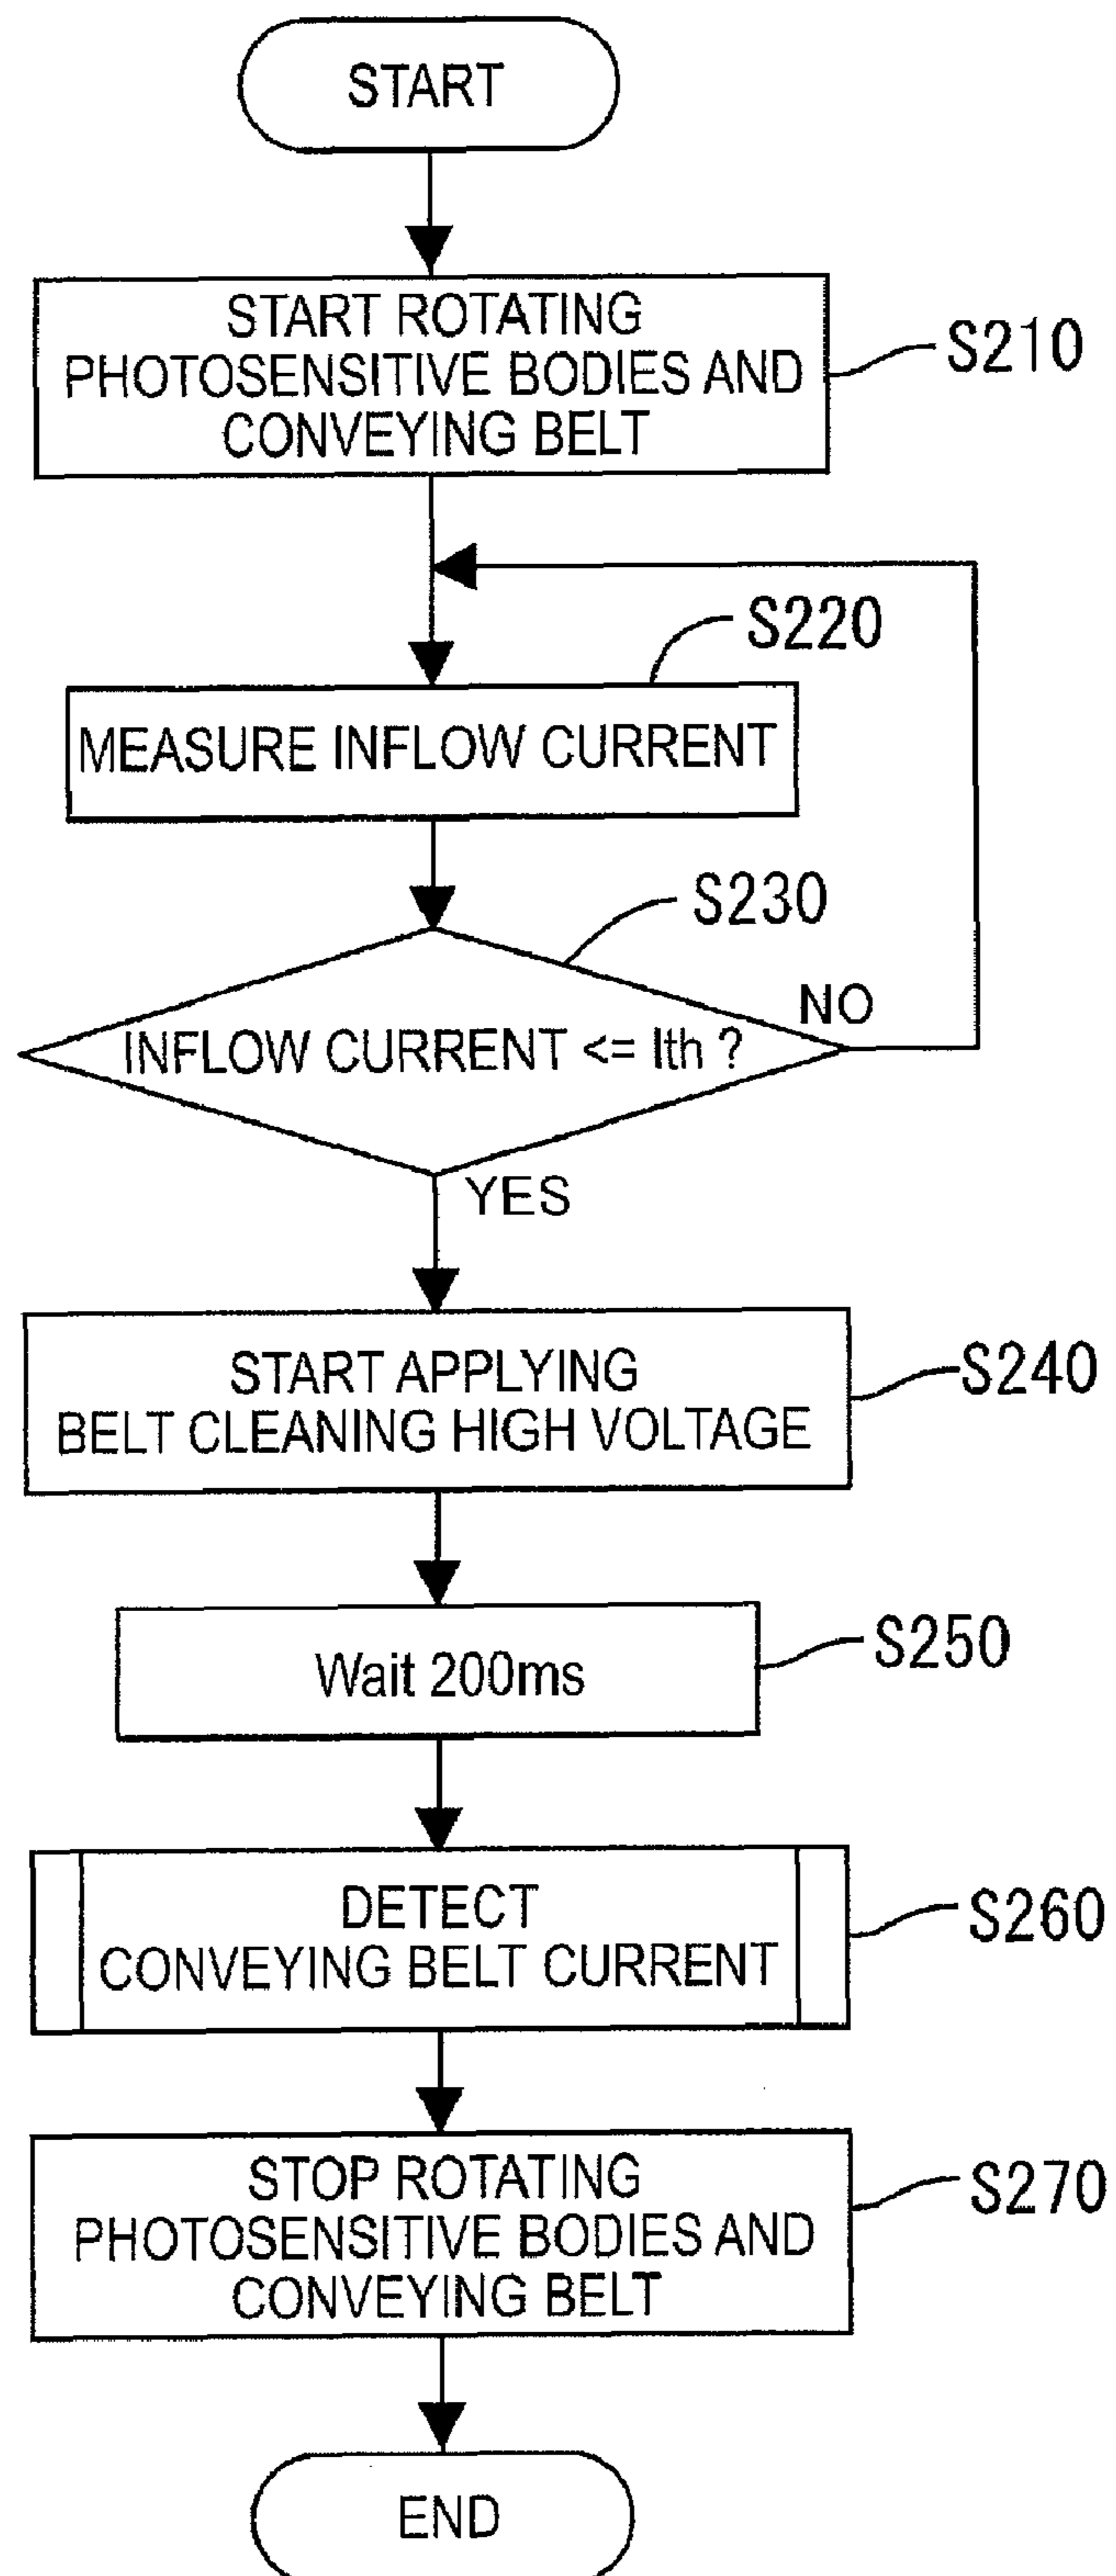 START
START ROTATING
PHOTOSENSITIVE BODIES AND
CONVEYING BELT
S210
S220
MEASURE INFLOW CURRENT
S230
INFLOW CURRENT <= Ith ?
NO
YES
START APPLYING
BELT CLEANING HIGH VOLTAGE
S240
Wait 200ms
S250
DETECT
CONVEYING BELT CURRENT
S260
STOP ROTATING
PHOTOSENSITIVE BODIES AND
CONVEYING BELT
S270
END